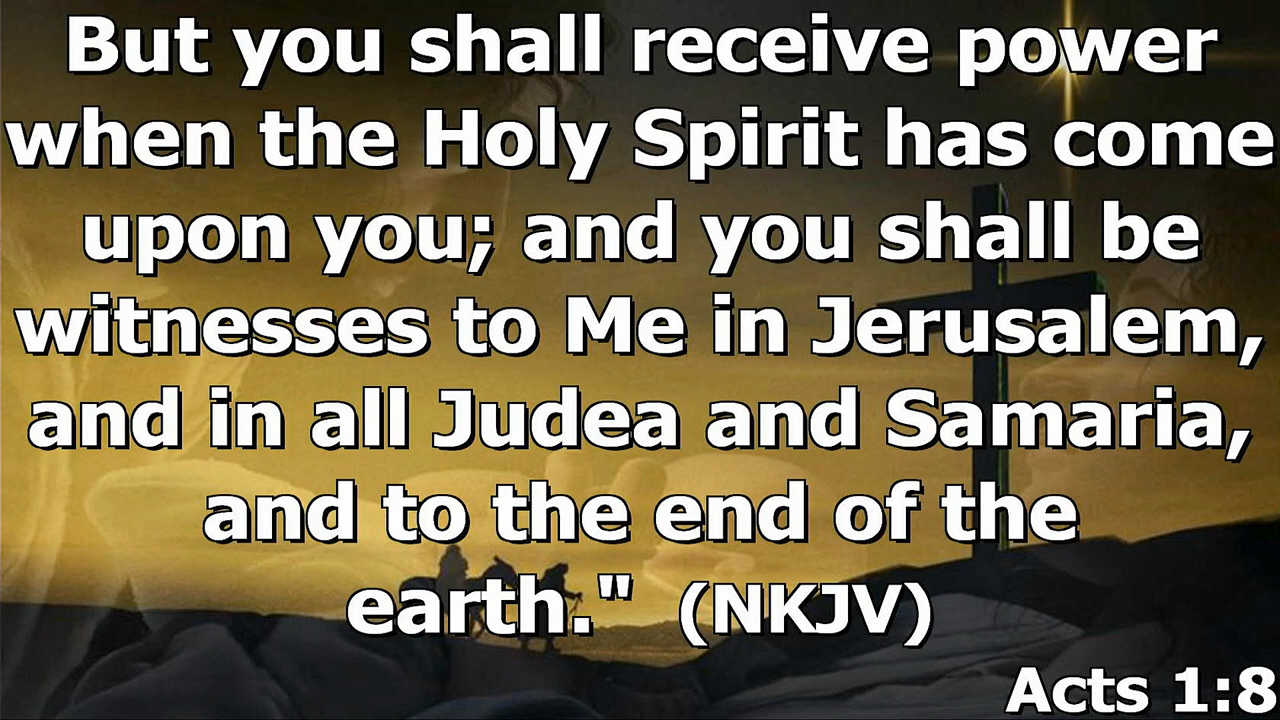 But you shall receive power
when the Holy Spirit has come
upon you; and you shall be
witnesses to Me in Jerusalem,
and in all Judea and Samaria,
and to the end of the
earth."  (NKJV)
Acts 1:8